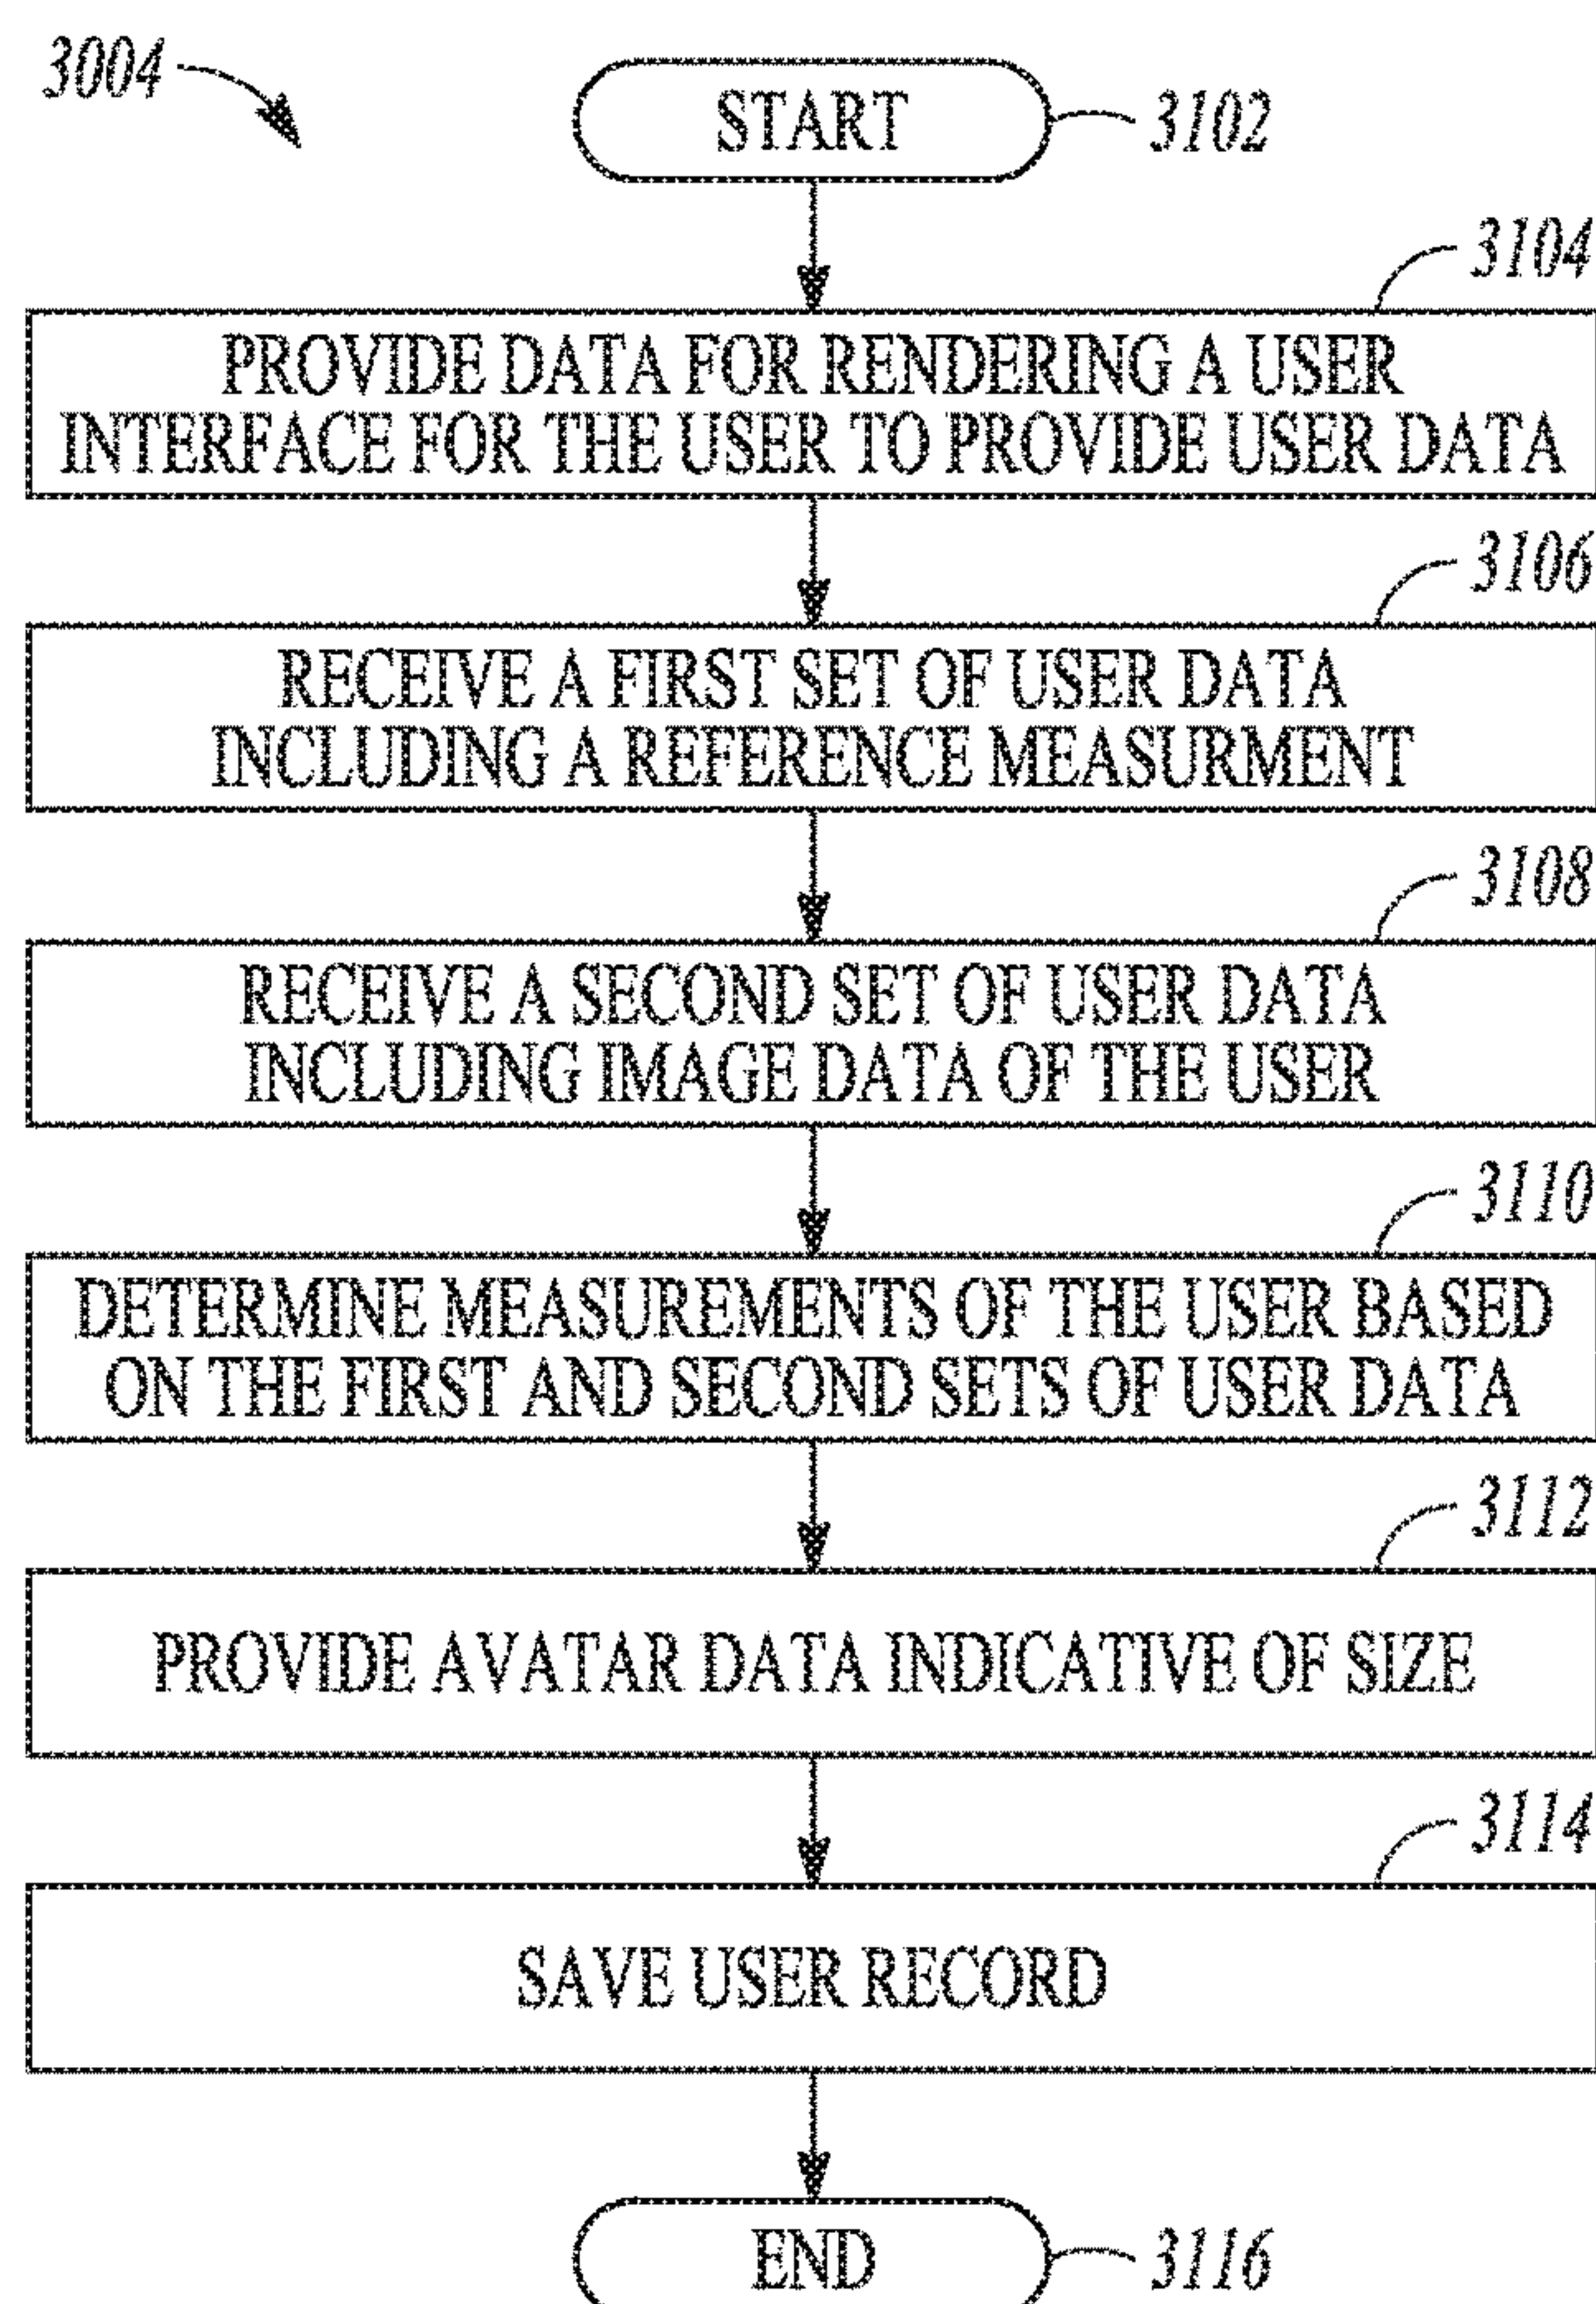 3004
START
3102
3104
PROVIDE DATA FOR RENDERING A USER
INTERFACE FOR THE USER TO PROVIDE USER DATA
3106
RECEIVE A FIRST SET OF USER DATA
INCLUDING A REFERENCE MEASURMENT
3108
RECEIVE A SECOND SET OF USER DATA
INCLUDING IMAGE DATA OF THE USER
3110
DETERMINE MEASUREMENTS OF THE USER BASED
ON THE FIRST AND SECOND SETS OF USER DATA
3112
PROVIDE AVATAR DATA INDICATIVE OF SIZE
3114
SAVE USER RECORD
END
3116